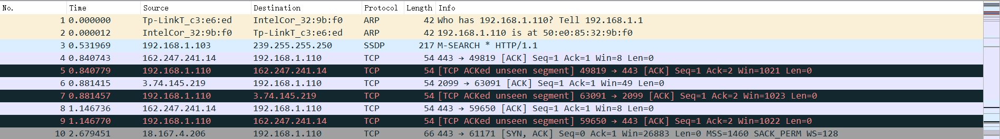 No. Time Source Destination Protocol Length Info
1 0.000000 Tp-LinkT_c3:e6:ed IntelCor_32:9b:f0 ARP 42 Who has 192.168.1.110? Tell 192.168.1.1
2 0.000012 IntelCor_32:9b:f0 Tp-LinkT_c3:e6:ed ARP 42 192.168.1.110 is at 50:e0:85:32:9b:f0
3 0.531969 192.168.1.103 239.255.255.250 SSDP 217 M-SEARCH * HTTP/1.1
4 0.840743 162.247.241.14 192.168.1.110 TCP 54 443 → 49819 [ACK] Seq=1 Ack=1 Win=8 Len=0
5 0.840779 192.168.1.110 162.247.241.14 TCP 54 [TCP ACKed unseen segment] 49819 → 443 [ACK] Seq=1 Ack=2 Win=1021 Len=0
6 0.881415 3.74.145.219 192.168.1.110 TCP 54 2099 → 63091 [ACK] Seq=1 Ack=1 Win=49 Len=0
7 0.881457 192.168.1.110 3.74.145.219 TCP 54 [TCP ACKed unseen segment] 63091 → 2099 [ACK] Seq=1 Ack=2 Win=1023 Len=0
8 1.146736 162.247.241.14 192.168.1.110 TCP 54 443 → 59650 [ACK] Seq=1 Ack=1 Win=8 Len=0
9 1.146770 192.168.1.110 162.247.241.14 TCP 54 [TCP ACKed unseen segment] 59650 → 443 [ACK] Seq=1 Ack=2 Win=1022 Len=0
10 2.679451 18.167.4.206 192.168.1.110 TCP 66 443 → 61171 [SYN, ACK] Seq=0 Ack=1 Win=26883 Len=0 MSS=1460 SACK_PERM WS=128